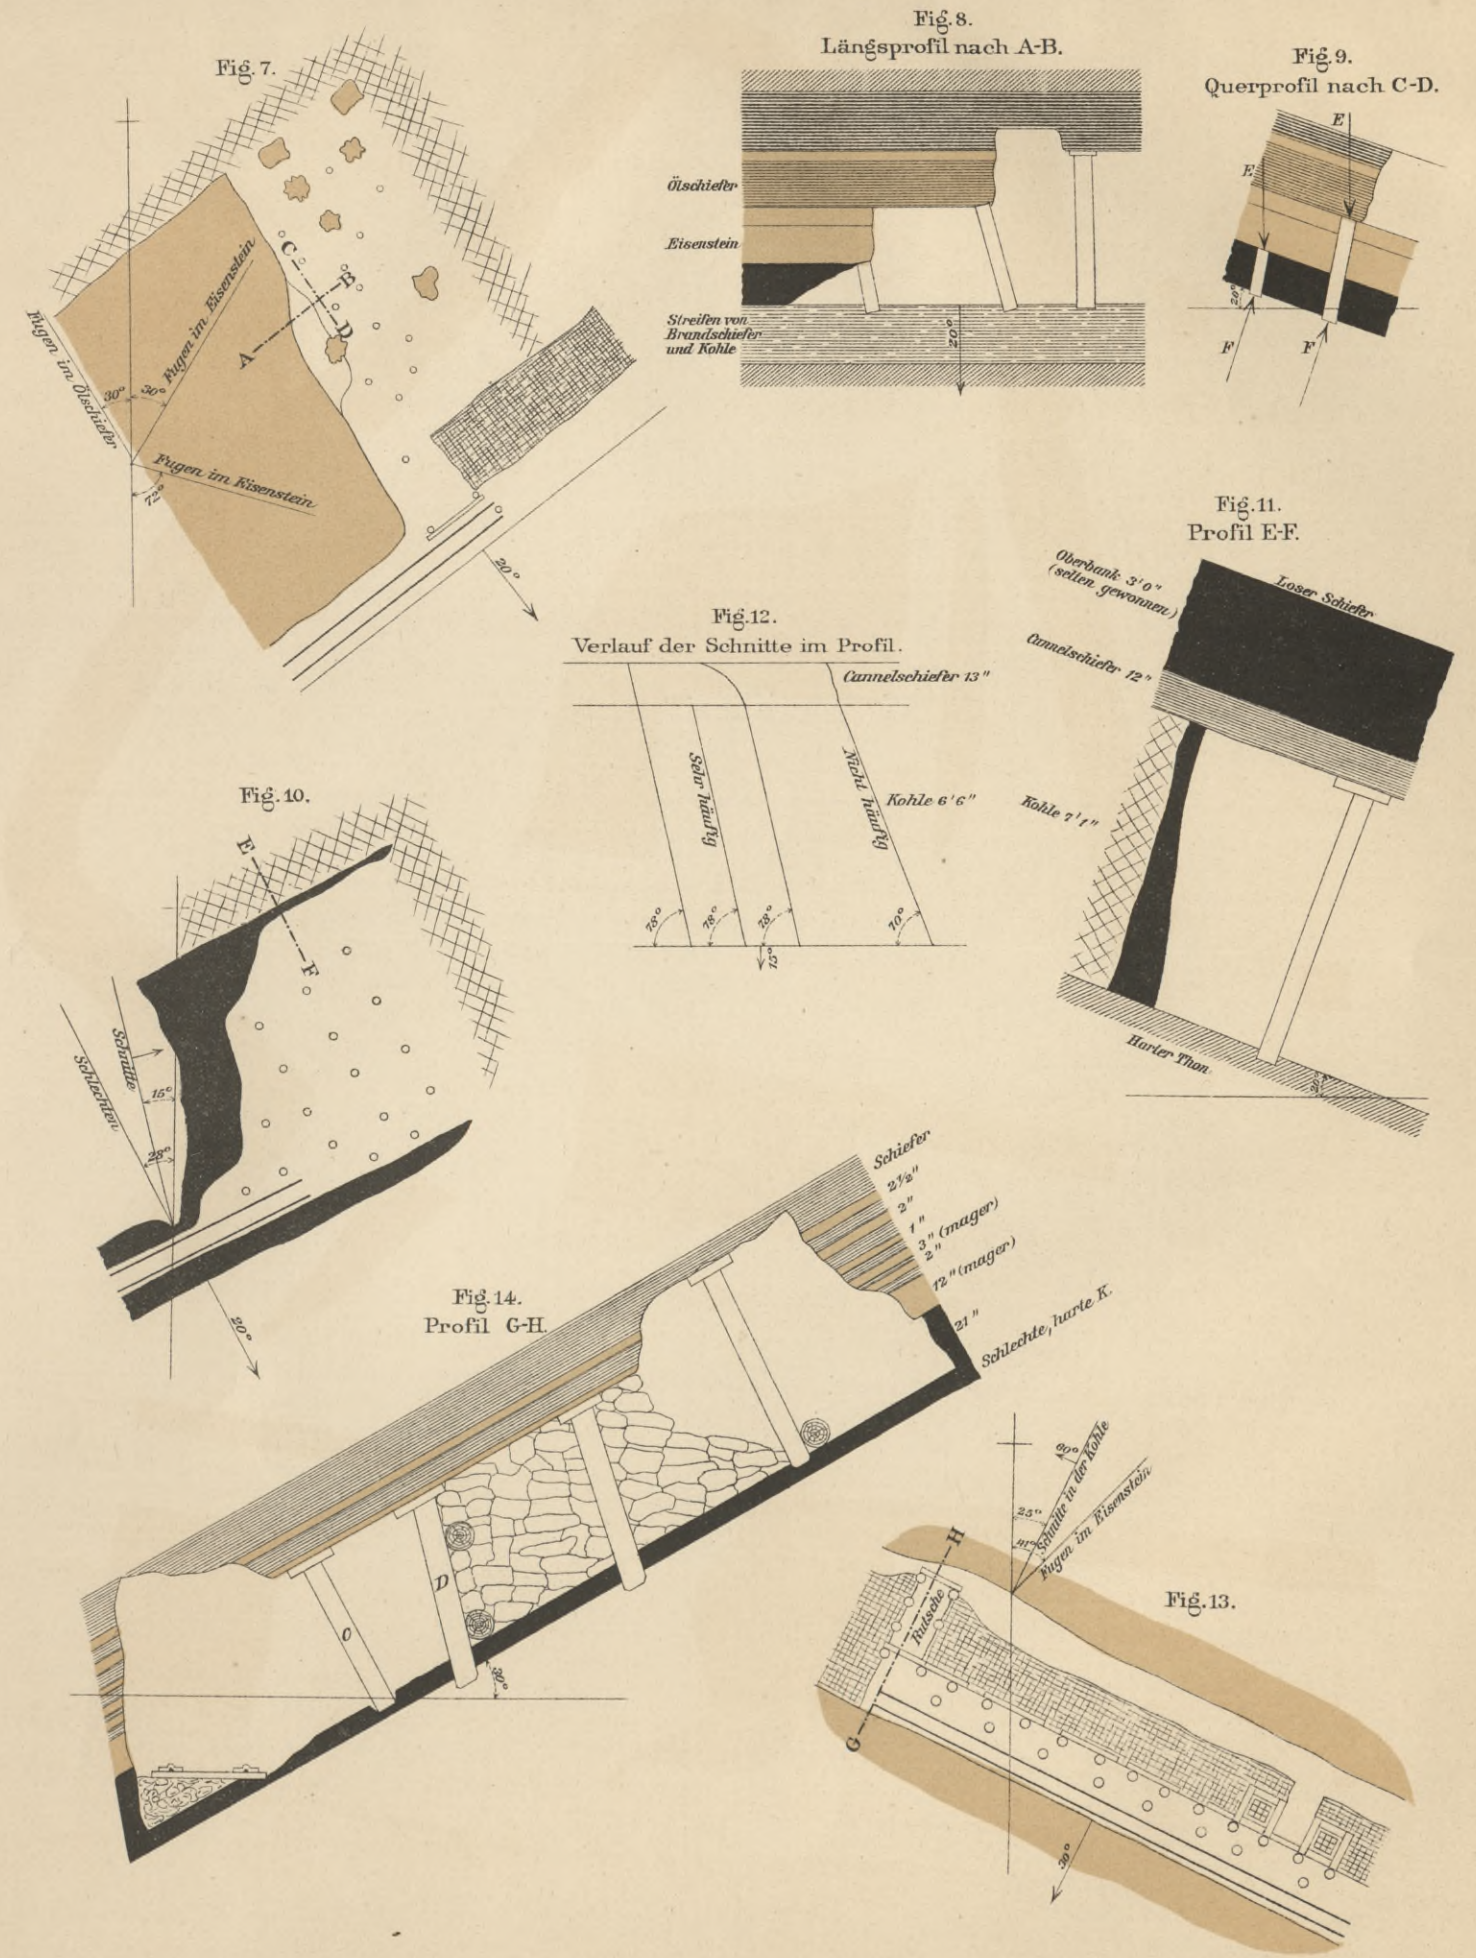 Fig. 7.
C
B
D
A
Fugen im Eisenstein
Fugen im Ölschiefer
30°
30°
Fugen im Eisenstein
72°
20°
Fig. 8.
Längsprofil nach A-B.
Ölschiefer
Eisenstein
Streifen von
Brandschiefer
und Kohle
20°
Fig. 9.
Querprofil nach C-D.
E
E
20°
F
F
Fig. 11.
Profil E-F.
Oberbank 3' 0"
(selten gewonnen)
Loser Schiefer
Cannelschiefer 12"
Kohle 7' 1"
Harter Thon
20°
Fig. 12.
Verlauf der Schnitte im Profil.
Cannelschiefer 13"
Sehr häufig
Nicht häufig
Kohle 6' 6"
78°
78°
78°
70°
15°
Fig. 10.
E
F
Schnitte
Schlechten
15°
28°
20°
Fig. 14.
Profil G-H.
Schiefer
2½"
2"
1"
3" (mager)
2"
12" (mager)
21"
Schlechte, harte K.
D
C
30°
Fig. 13.
60°
Schnitte in der Kohle
25°
41°
Fugen im Eisenstein
H
Rutsche
G
30°